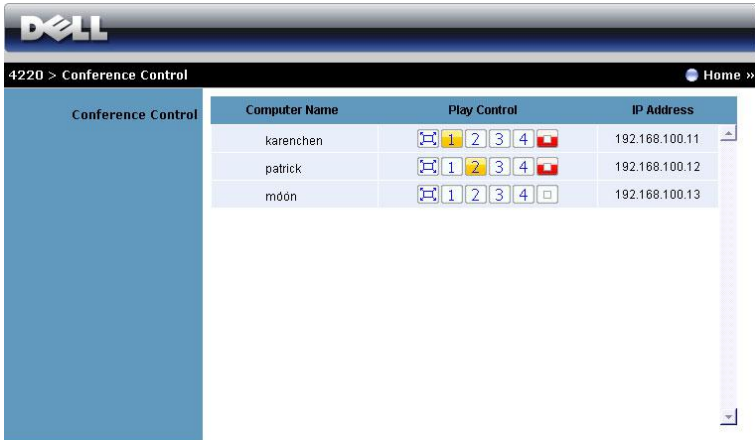 DELL
4220 > Conference Control
Home »
Conference Control
Computer Name Play Control IP Address
karenchen 1 2 3 4 192.168.100.11
patrick 1 2 3 4 192.168.100.12
móón 1 2 3 4 192.168.100.13